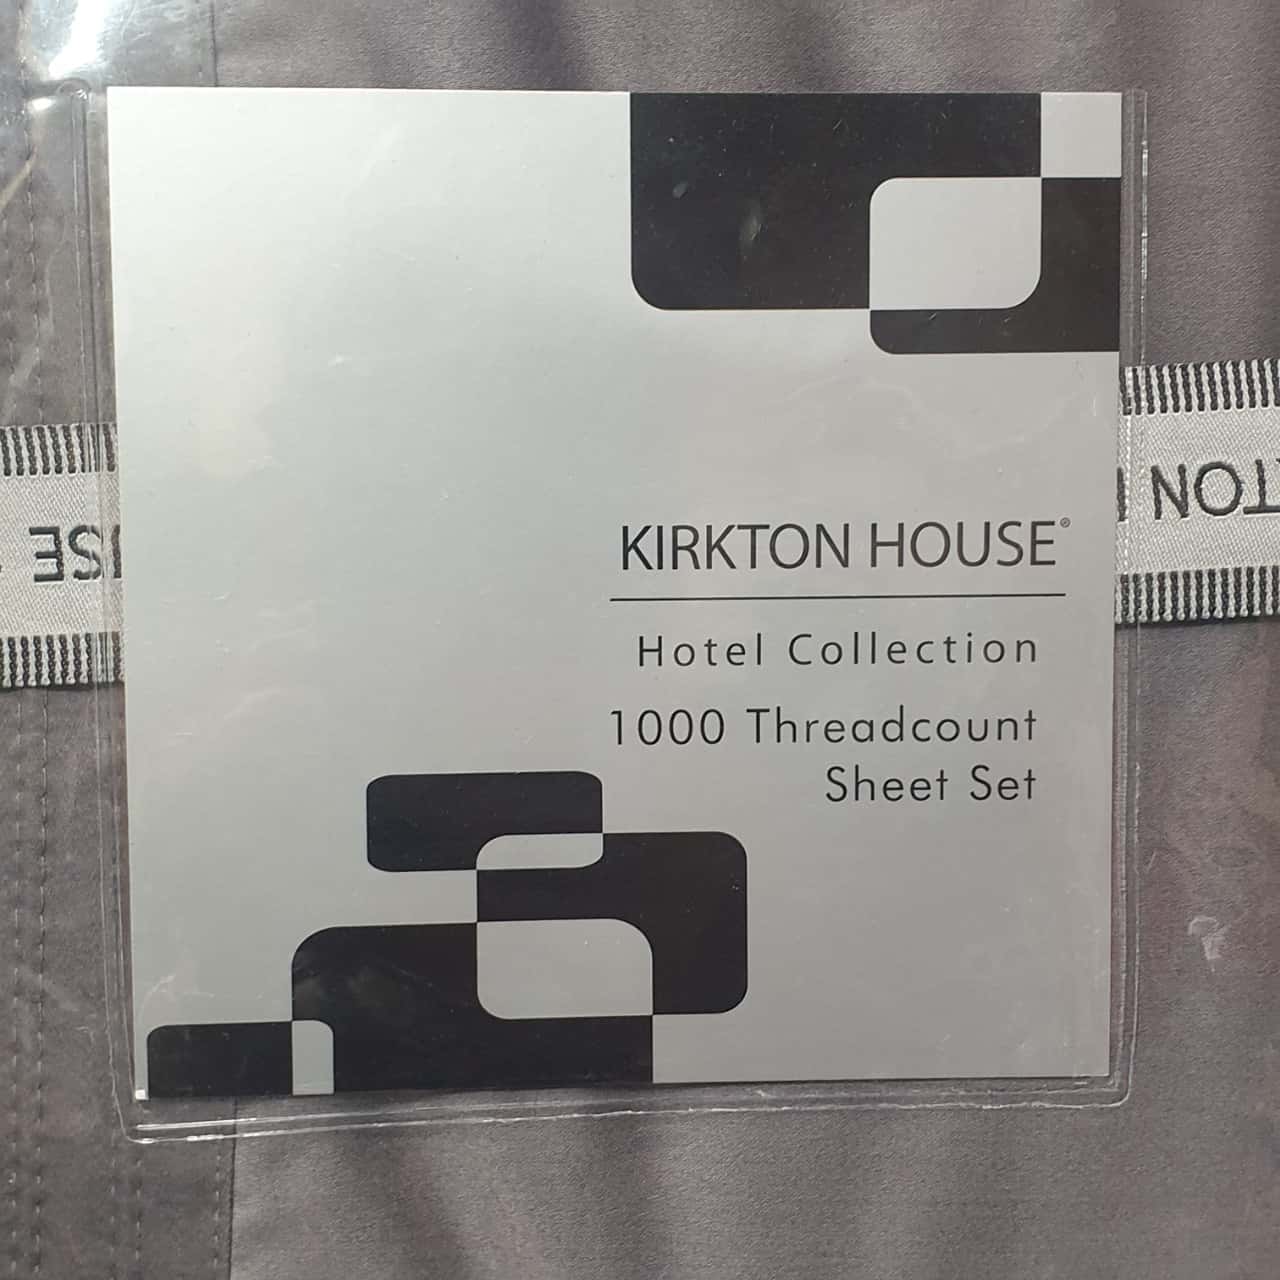 KIRKTON HOUSE®
Hotel Collection
1000 Threadcount
Sheet Set